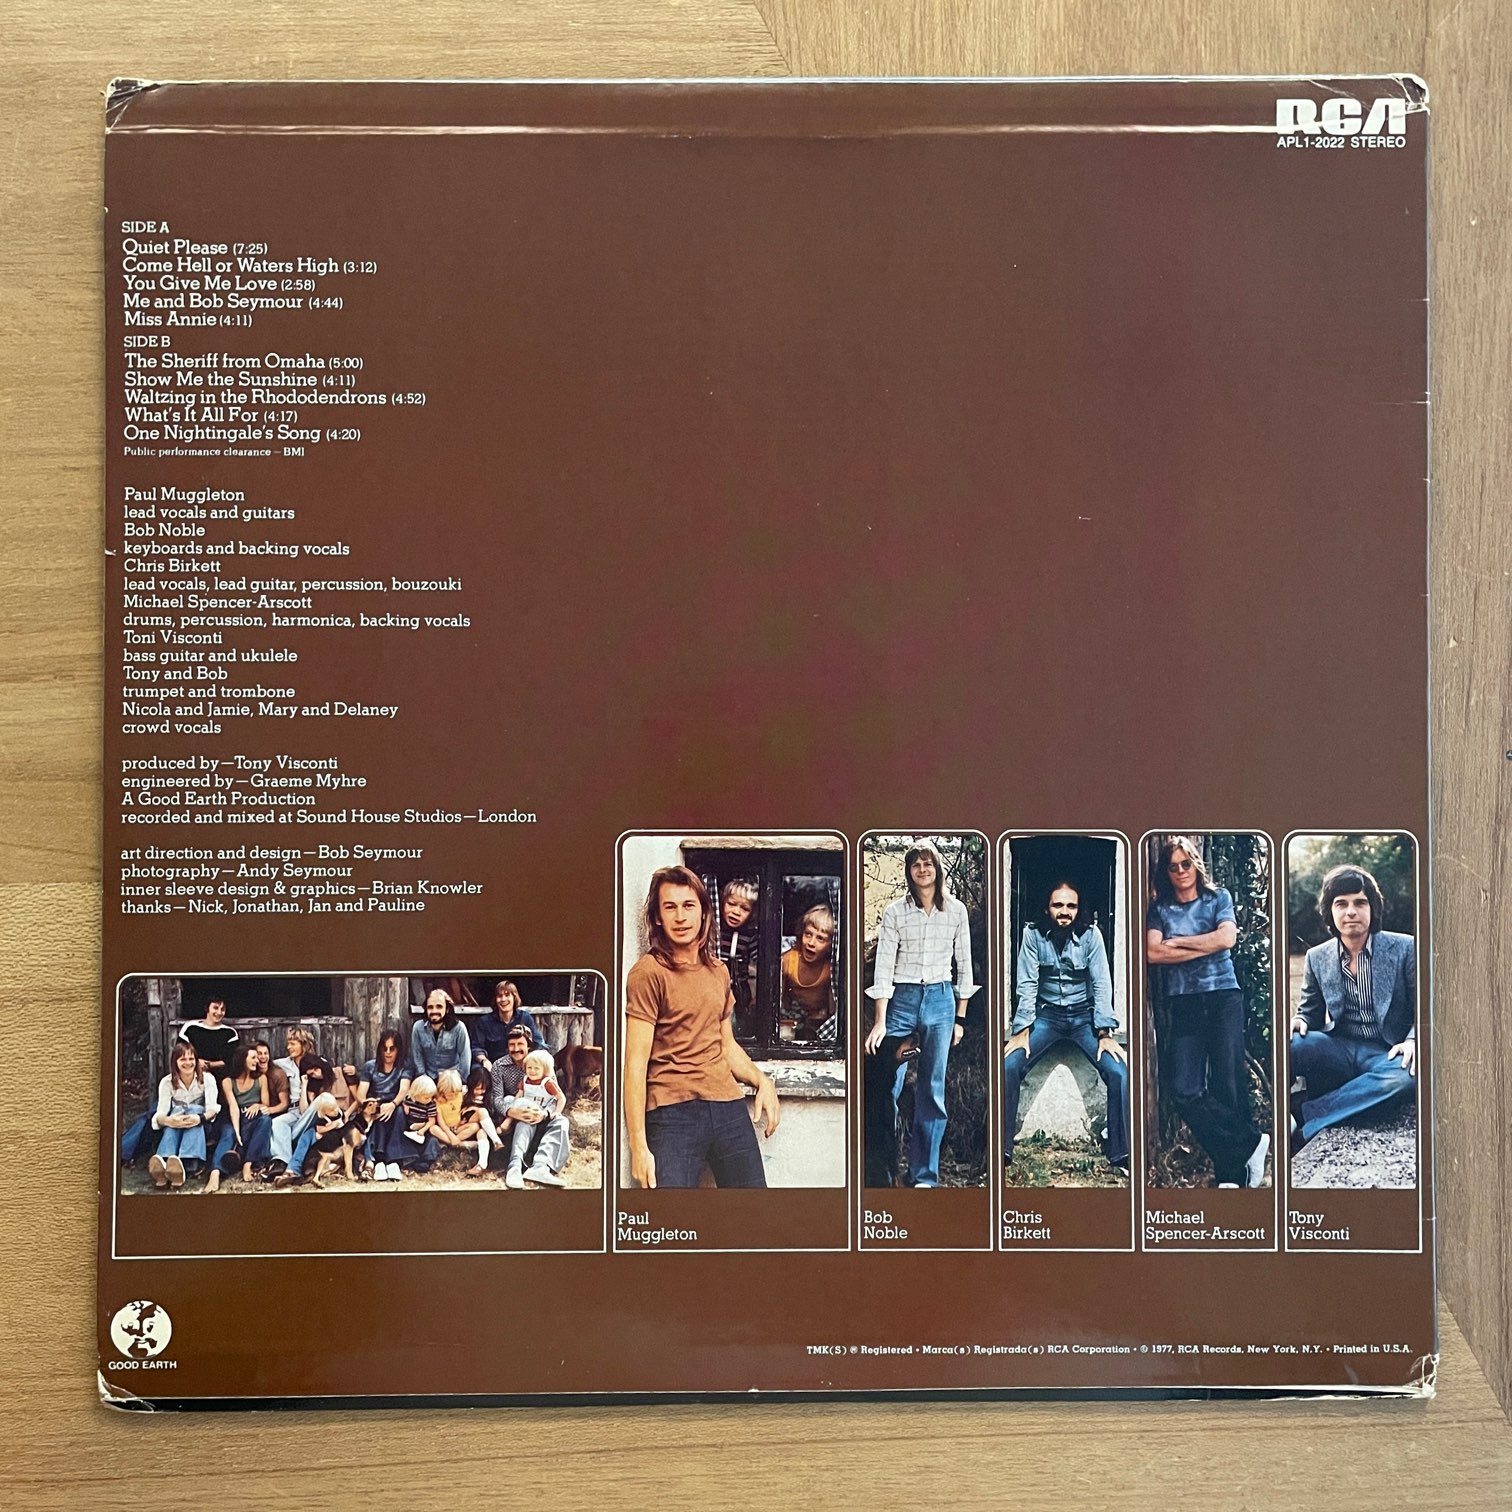 RCA
APL1-2022 STEREO
SIDE A
Quiet Please (7:25)
Come Hell or Waters High (3:12)
You Give Me Love (2:58)
Me and Bob Seymour (4:44)
Miss Annie (4:11)
SIDE B
The Sheriff from Omaha (5:00)
Show Me the Sunshine (4:11)
Waltzing in the Rhododendrons (4:52)
What's It All For (4:17)
One Nightingale's Song (4:20)
Public performance clearance – BMI
Paul Muggleton
lead vocals and guitars
Bob Noble
keyboards and backing vocals
Chris Birkett
lead vocals, lead guitar, percussion, bouzouki
Michael Spencer-Arscott
drums, percussion, harmonica, backing vocals
Toni Visconti
bass guitar and ukulele
Tony and Bob
trumpet and trombone
Nicola and Jamie, Mary and Delaney
crowd vocals
produced by—Tony Visconti
engineered by—Graeme Myhre
A Good Earth Production
recorded and mixed at Sound House Studios—London
art direction and design—Bob Seymour
photography—Andy Seymour
inner sleeve design & graphics—Brian Knowler
thanks—Nick, Jonathan, Jan and Pauline
Paul
Muggleton
Bob
Noble
Chris
Birkett
Michael
Spencer-Arscott
Tony
Visconti
GOOD EARTH
TMK(S) ® Registered • Marca(s) Registrada(s) RCA Corporation • © 1977, RCA Records, New York, N.Y. • Printed in U.S.A.